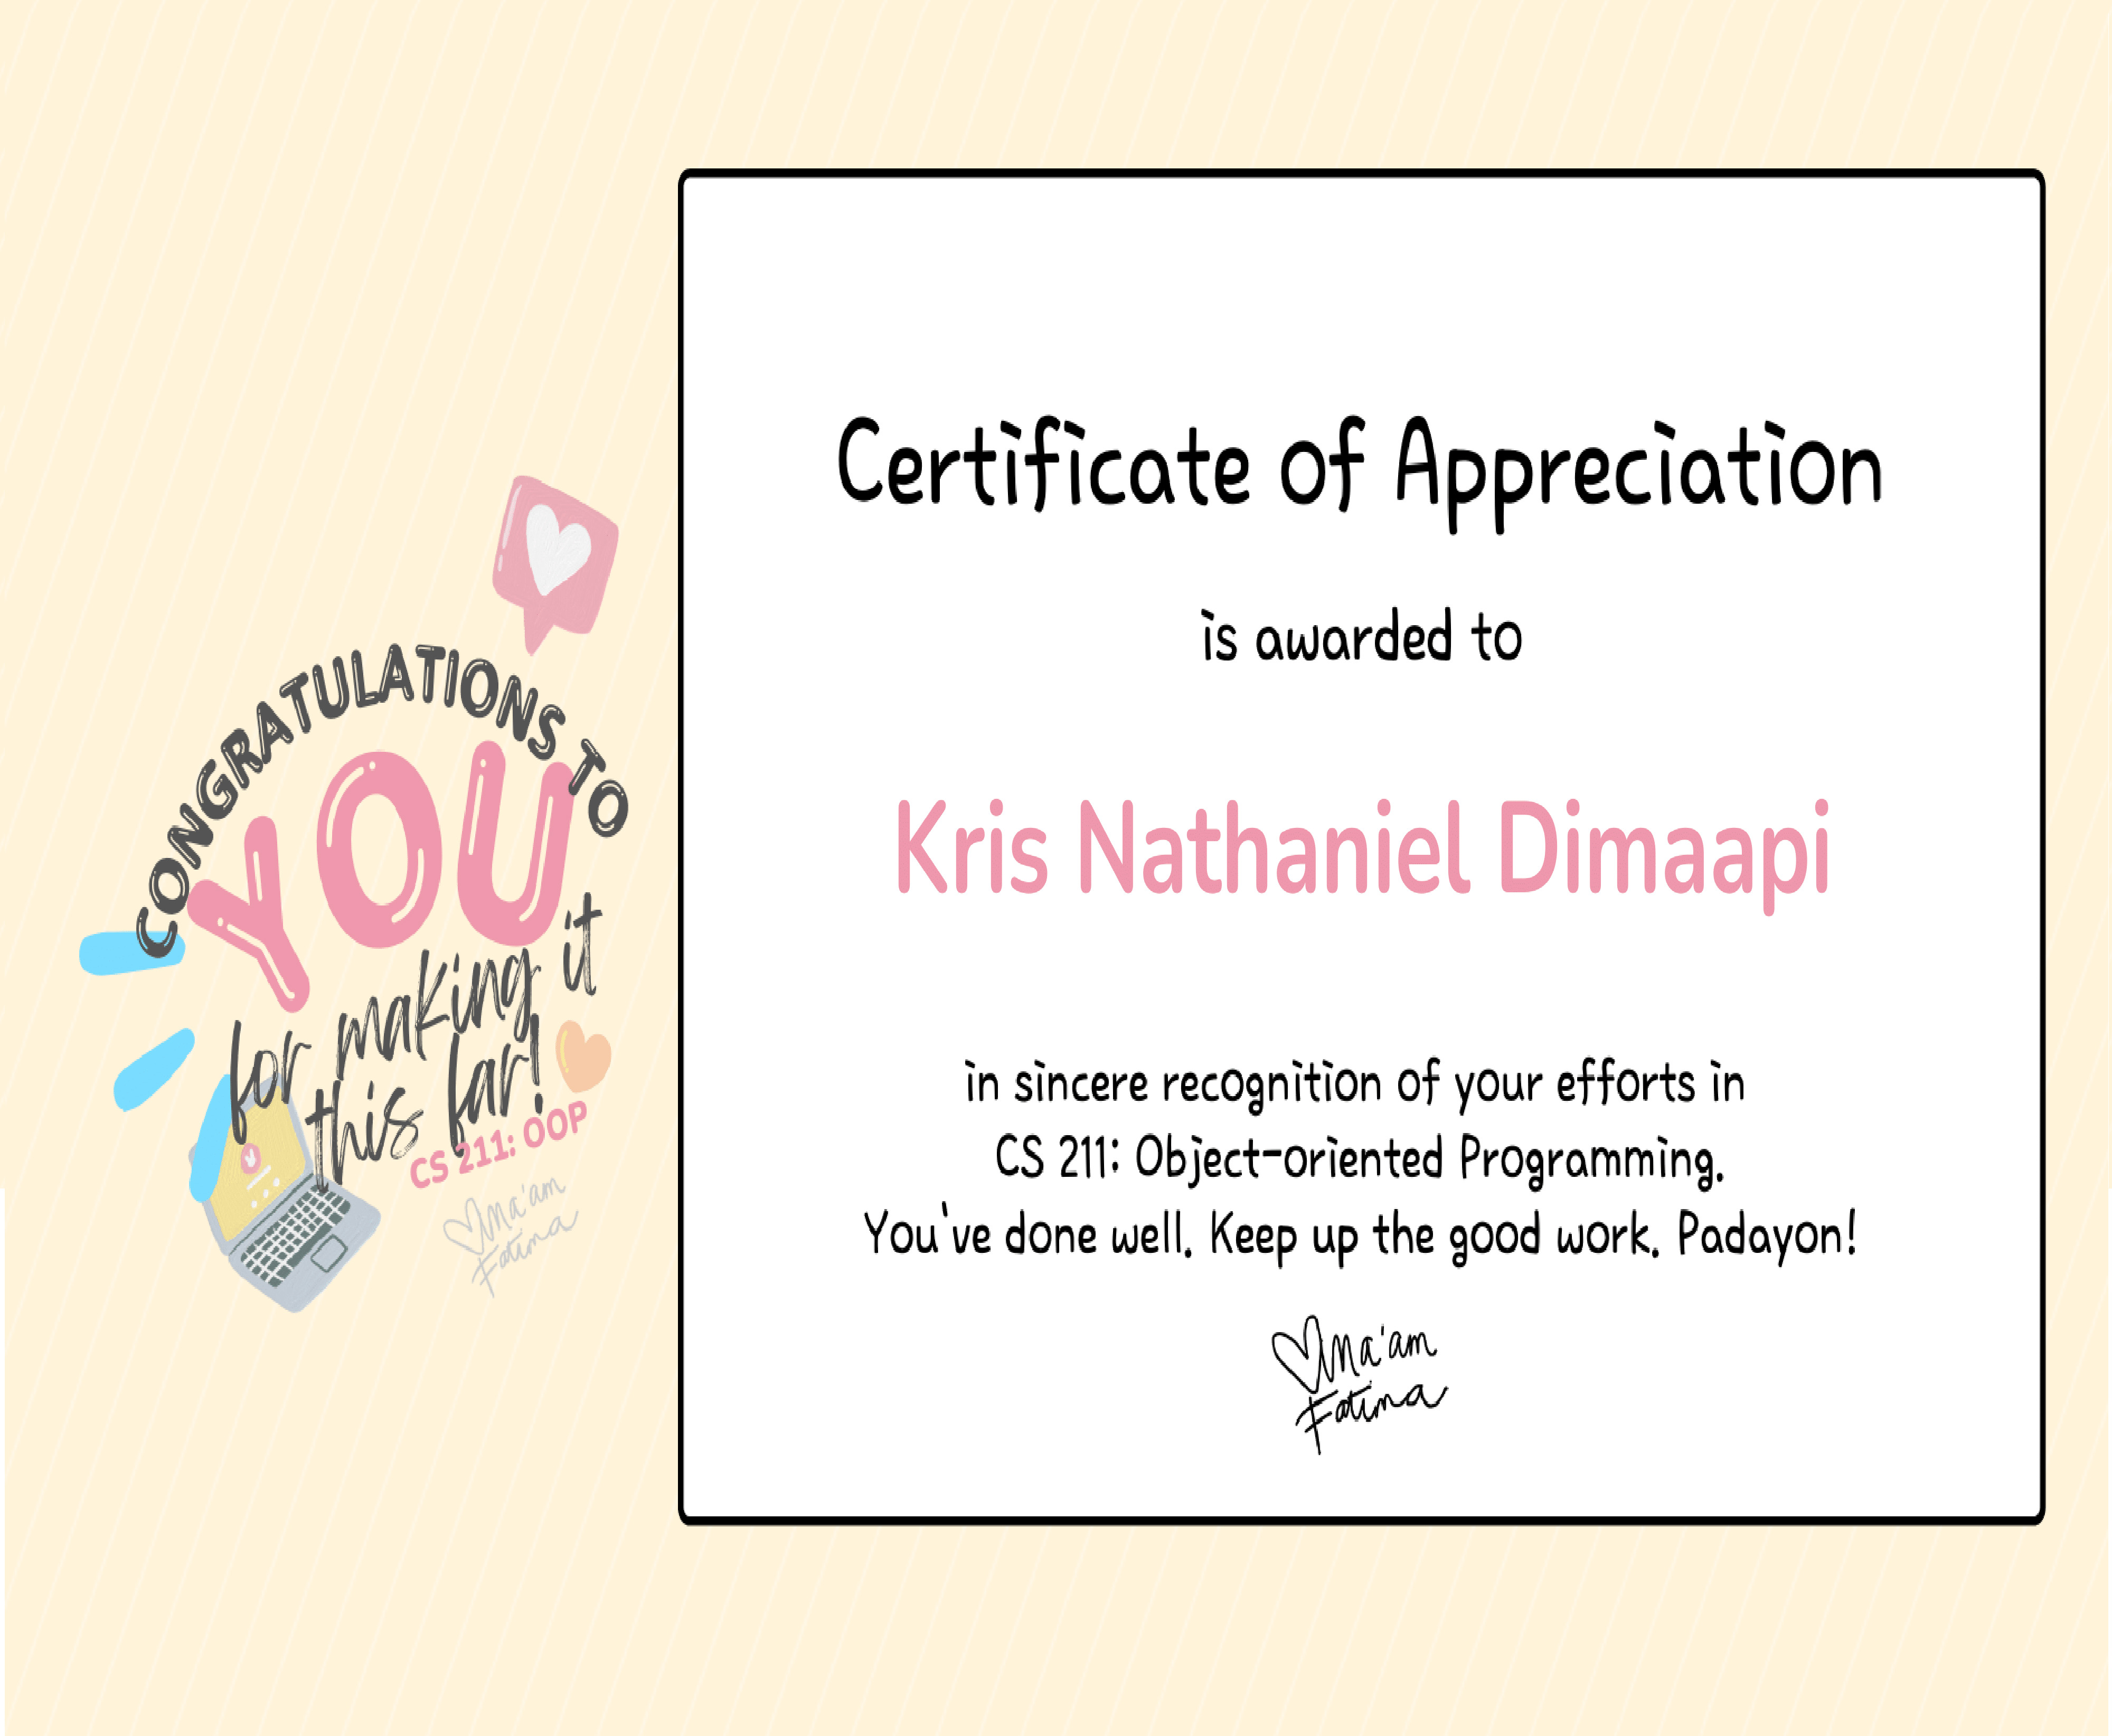 CONGRATULATIONS TO
YOU
for making it
this far!
CS 211: OOP
Ma'am
Fatima
Certificate of Appreciation
is awarded to
Kris Nathaniel Dimaapi
in sincere recognition of your efforts in
CS 211: Object-oriented Programming.
You've done well. Keep up the good work. Padayon!
Ma'am
Fatima